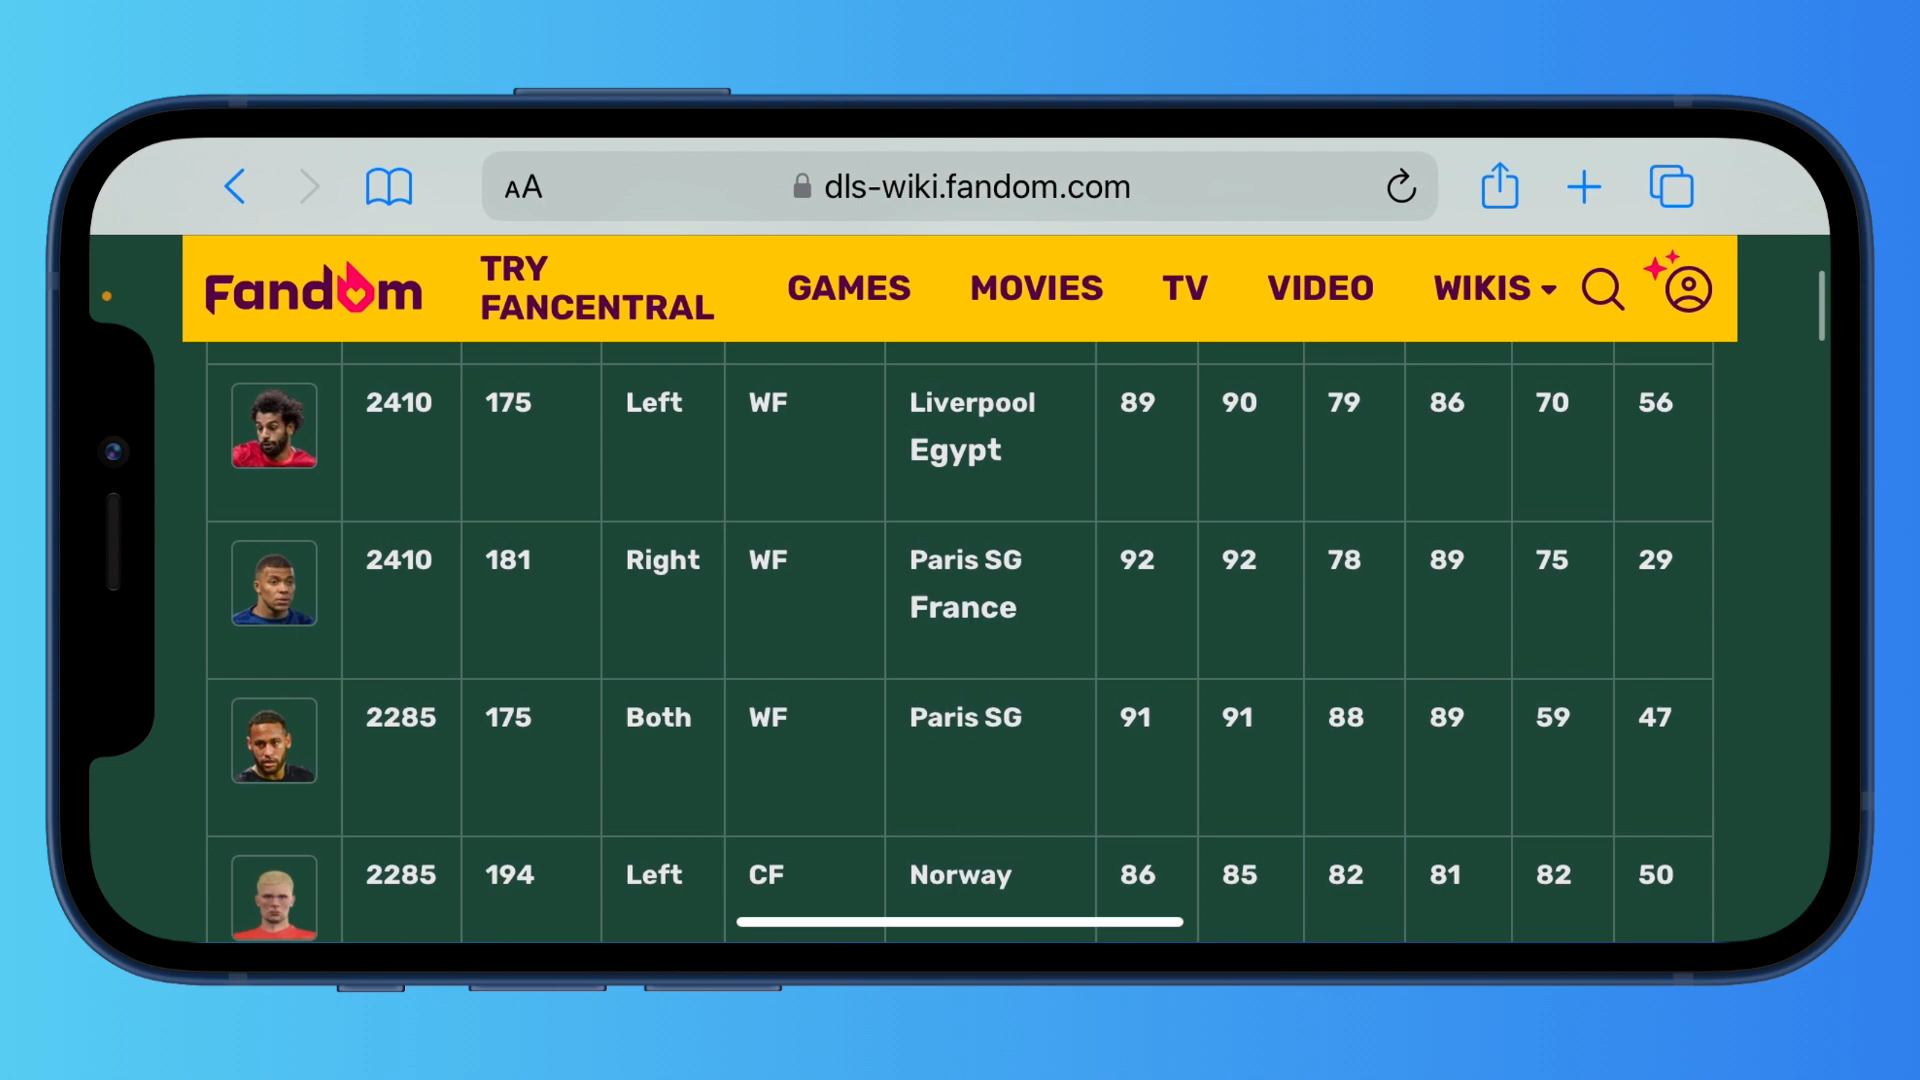 AA dls-wiki.fandom.com
Fandom TRY FANCENTRAL GAMES MOVIES TV VIDEO WIKIS
2410 175 Left WF Liverpool 89 90 79 86 70 56
Egypt
2410 181 Right WF Paris SG 92 92 78 89 75 29
France
2285 175 Both WF Paris SG 91 91 88 89 59 47
2285 194 Left CF Norway 86 85 82 81 82 50